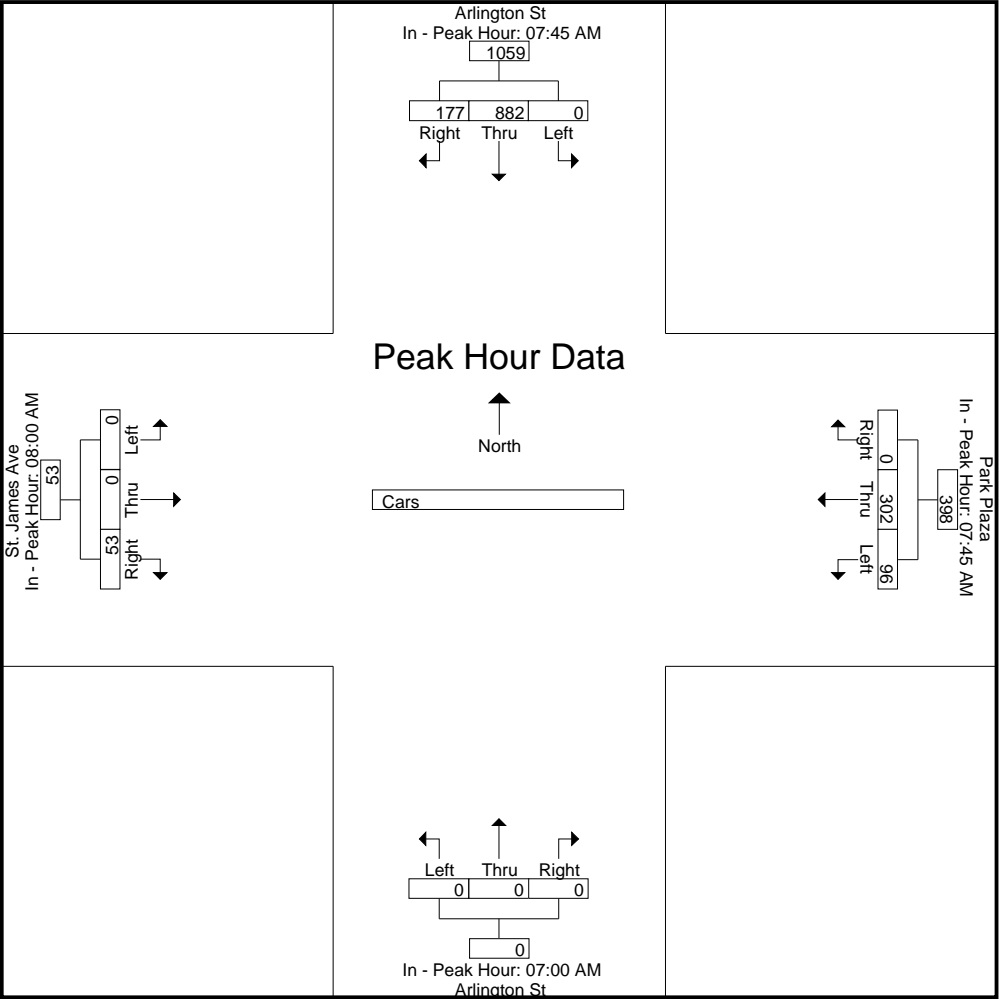 Arlington St
In - Peak Hour: 07:45 AM
1059
177 882 0
Right Thru Left
Peak Hour Data
North
Cars
St. James Ave
In - Peak Hour: 08:00 AM
53
0 0 53
Left Thru Right
Park Plaza
In - Peak Hour: 07:45 AM
398
0 302 96
Right Thru Left
Left Thru Right
0 0 0
0
In - Peak Hour: 07:00 AM
Arlington St